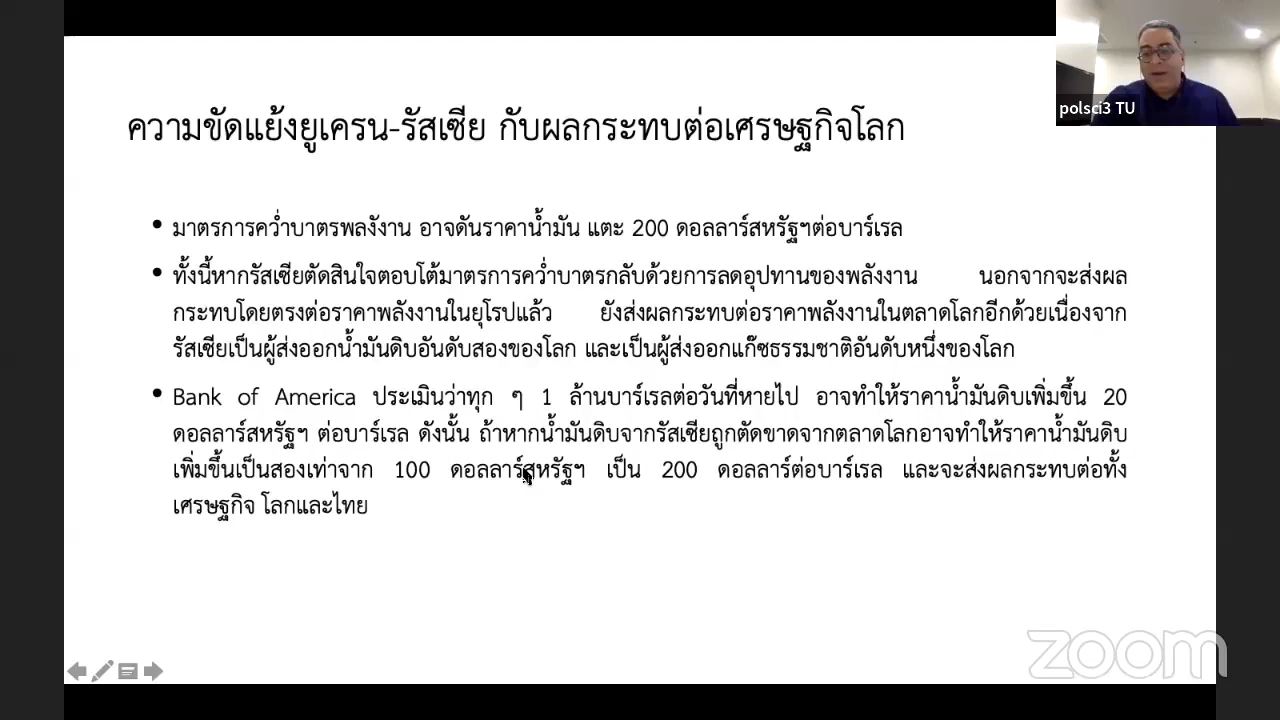 polsci3 TU
ความขัดแย้งยูเครน-รัสเซีย กับผลกระทบต่อเศรษฐกิจโลก
• มาตรการคว่ำบาตรพลังงาน อาจดันราคาน้ำมัน แตะ 200 ดอลลาร์สหรัฐฯต่อบาร์เรล
• ทั้งนี้หากรัสเซียตัดสินใจตอบโต้มาตรการคว่ำบาตรกลับด้วยการลดอุปทานของพลังงาน นอกจากจะส่งผล
กระทบโดยตรงต่อราคาพลังงานในยุโรปแล้ว ยังส่งผลกระทบต่อราคาพลังงานในตลาดโลกอีกด้วยเนื่องจาก
รัสเซียเป็นผู้ส่งออกน้ำมันดิบอันดับสองของโลก และเป็นผู้ส่งออกแก๊ซธรรมชาติอันดับหนึ่งของโลก
• Bank of America ประเมินว่าทุก ๆ 1 ล้านบาร์เรลต่อวันที่หายไป อาจทำให้ราคาน้ำมันดิบเพิ่มขึ้น 20
ดอลลาร์สหรัฐฯ ต่อบาร์เรล ดังนั้น ถ้าหากน้ำมันดิบจากรัสเซียถูกตัดขาดจากตลาดโลกอาจทำให้ราคาน้ำมันดิบ
เพิ่มขึ้นเป็นสองเท่าจาก 100 ดอลลาร์สหรัฐฯ เป็น 200 ดอลลาร์ต่อบาร์เรล และจะส่งผลกระทบต่อทั้ง
เศรษฐกิจ โลกและไทย
zoom